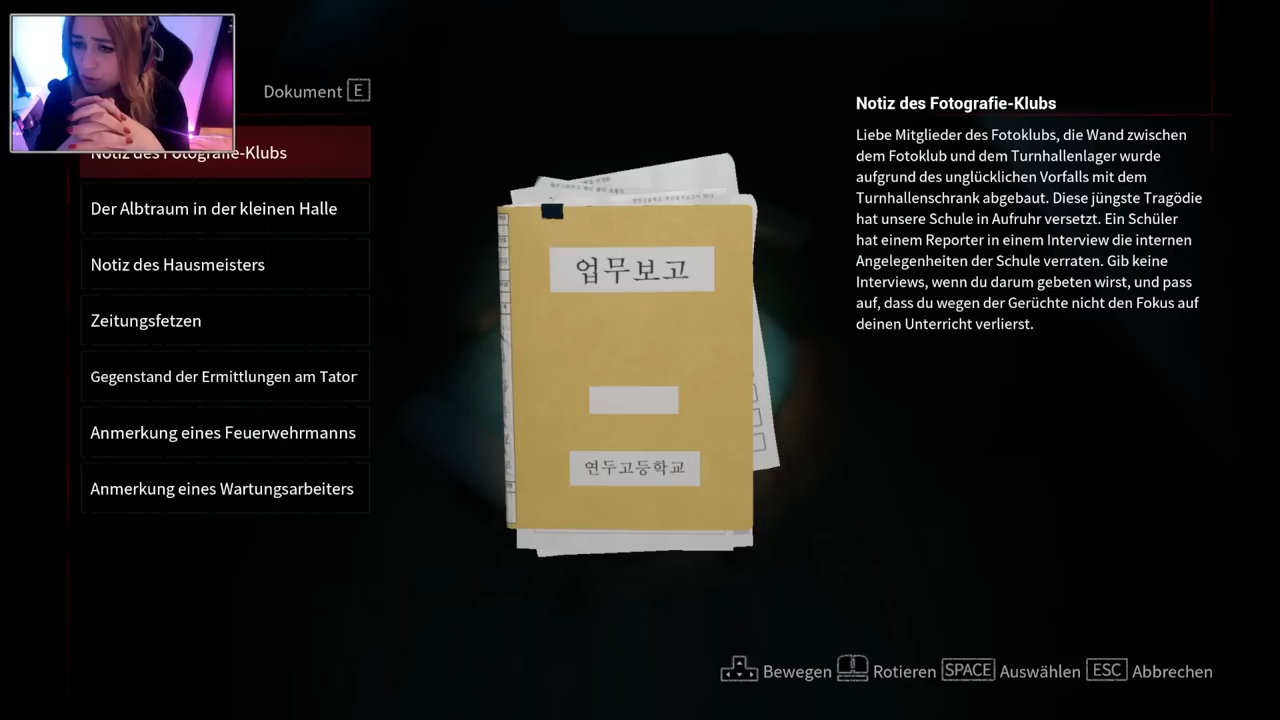 Dokument E
Notiz des Fotografie-Klubs
Der Albtraum in der kleinen Halle
Notiz des Hausmeisters
Zeitungsfetzen
Gegenstand der Ermittlungen am Tator
Anmerkung eines Feuerwehrmanns
Anmerkung eines Wartungsarbeiters
업무보고
연두고등학교
Notiz des Fotografie-Klubs
Liebe Mitglieder des Fotoklubs, die Wand zwischen
dem Fotoklub und dem Turnhallenlager wurde
aufgrund des unglücklichen Vorfalls mit dem
Turnhallenschrank abgebaut. Diese jüngste Tragödie
hat unsere Schule in Aufruhr versetzt. Ein Schüler
hat einem Reporter in einem Interview die internen
Angelegenheiten der Schule verraten. Gib keine
Interviews, wenn du darum gebeten wirst, und pass
auf, dass du wegen der Gerüchte nicht den Fokus auf
deinen Unterricht verlierst.
Bewegen Rotieren SPACE Auswählen ESC Abbrechen